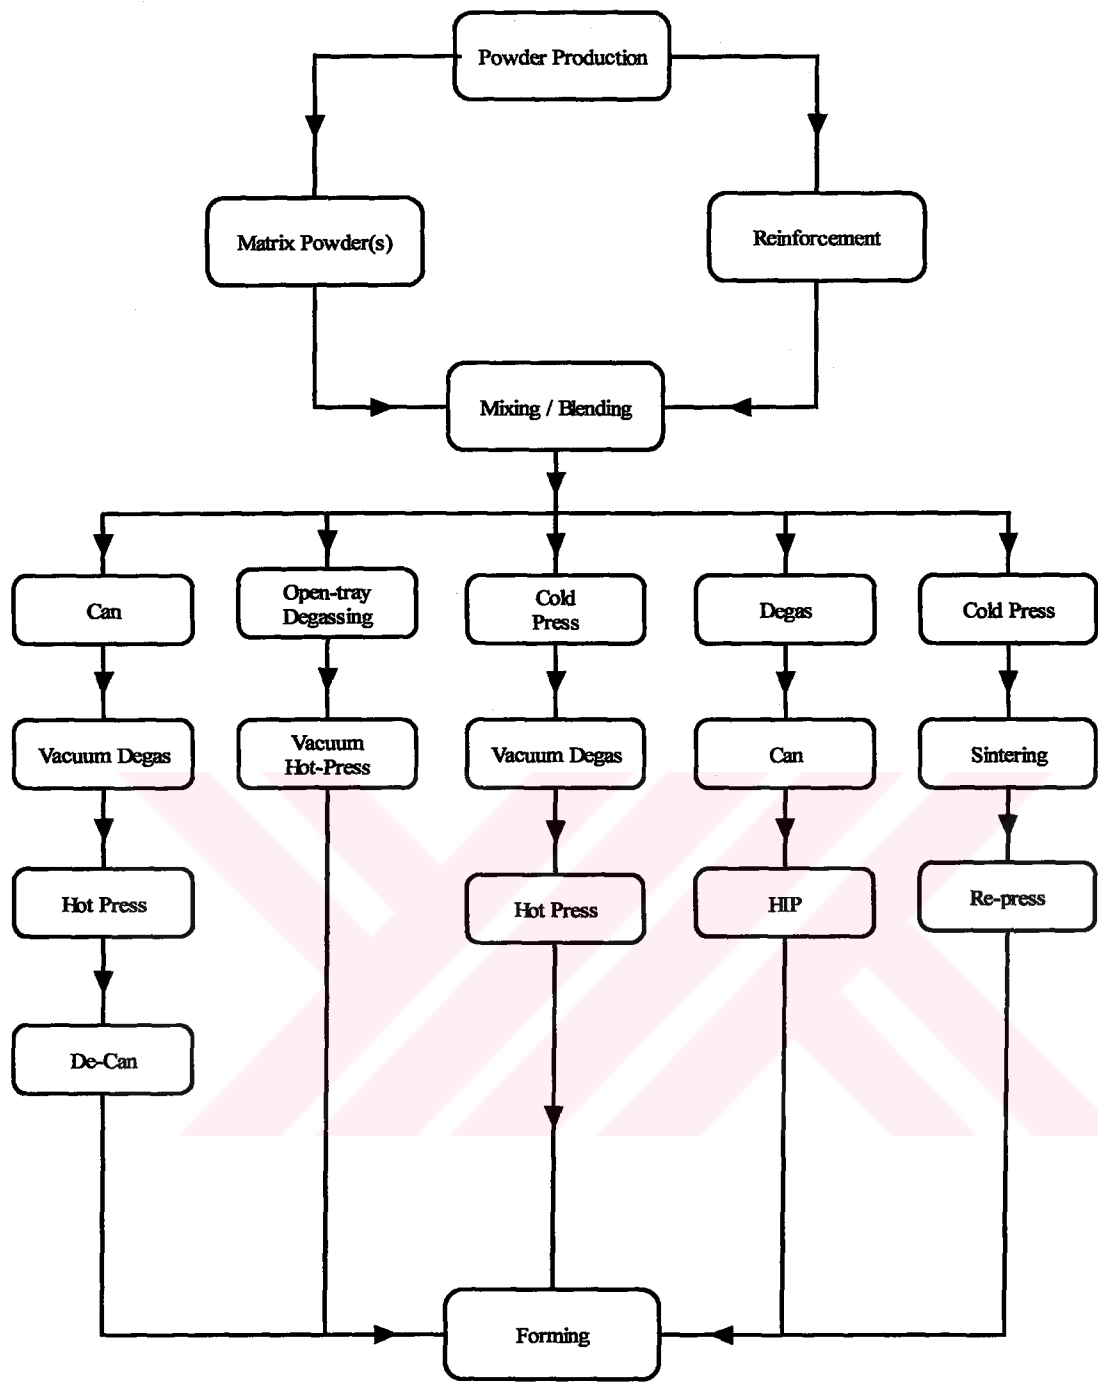 Powder Production
Matrix Powder(s)
Reinforcement
Mixing / Blending
Can
Open-tray
Degassing
Cold
Press
Degas
Cold Press
Vacuum Degas
Vacuum
Hot-Press
Vacuum Degas
Can
Sintering
Hot Press
Hot Press
HIP
Re-press
De-Can
Forming